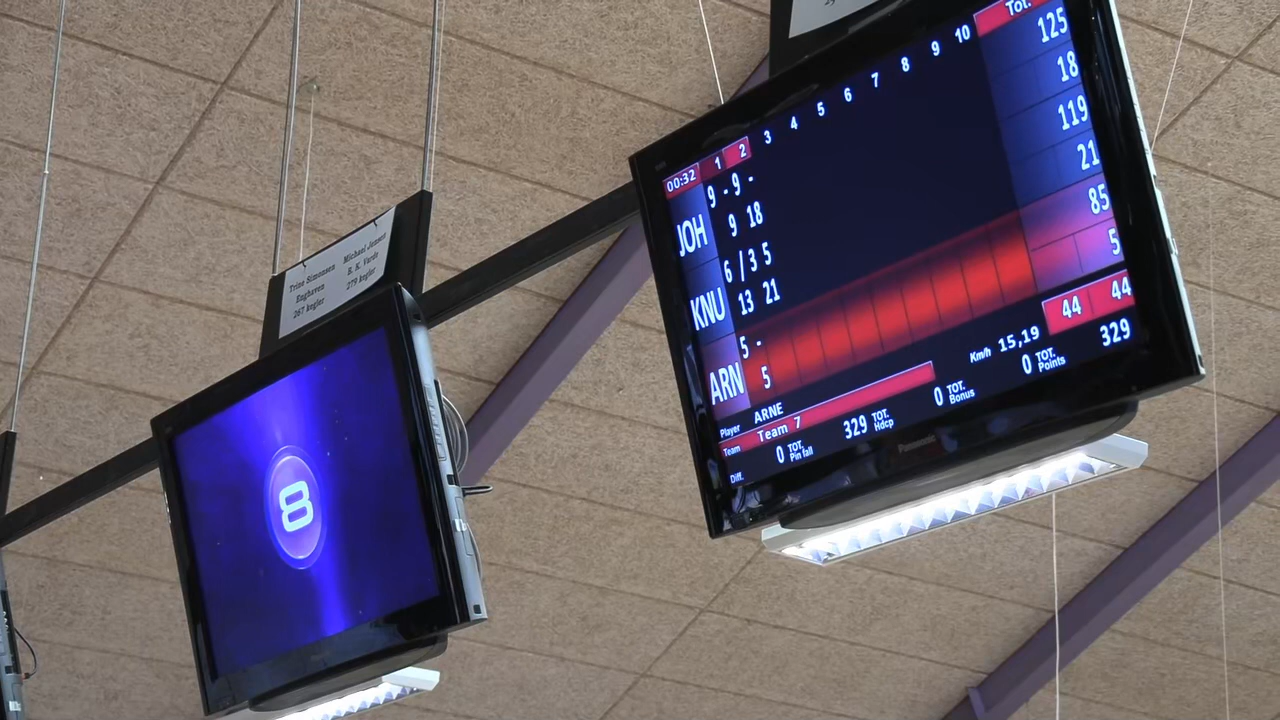 Trine Simonsen Michael Jensen
Enghaven B. K. Varde
267 kegler 279 kegler
8
00:32 1 2 3 4 5 6 7 8 9 10 Tot.
JOH 9 - 9 - 125
9 18 18
KNU 6 / 3 5 119
13 21 21
ARN 5 - 85
5 5
Player ARNE Km/h 15,19 44 44
Team Team 7
Diff. 0 TOT. Pin fall 329 TOT. Hdcp 0 TOT. Bonus 0 TOT. Points 329
Panasonic